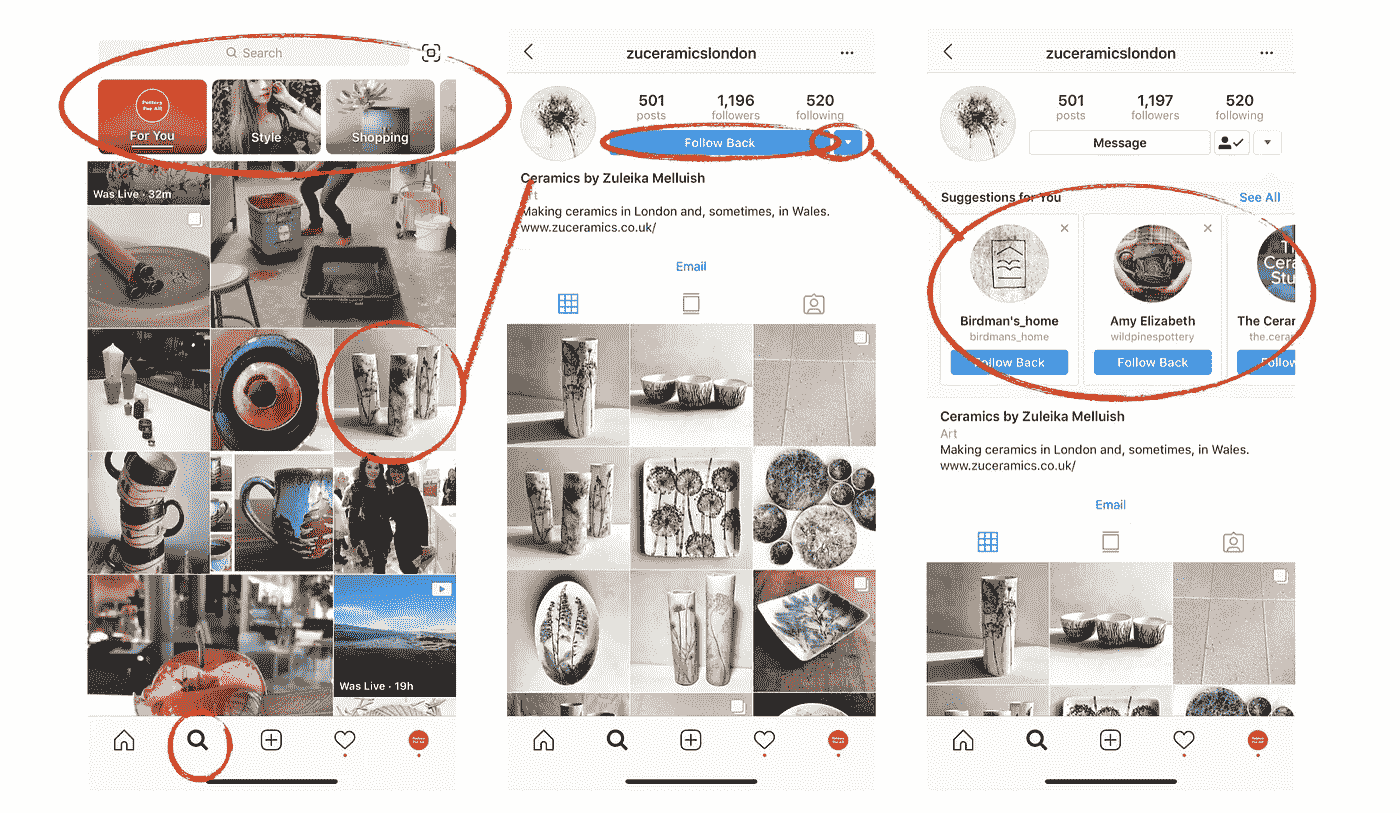 Search
Pottery
For All
For You
Style
Shopping
Was Live · 32m
Was Live · 19h
zuceramicslondon
501
1,196
520
posts
followers
following
Follow Back
Ceramics by Zuleika Melluish
Art
Making ceramics in London and, sometimes, in Wales.
www.zuceramics.co.uk/
Email
zuceramicslondon
501
1,197
520
posts
followers
following
Message
Suggestions for You
See All
Birdman's_home
birdmans_home
Follow Back
Amy Elizabeth
wildpinespottery
Follow Back
The Ceram
the.ceram
Follow
Ceramics by Zuleika Melluish
Art
Making ceramics in London and, sometimes, in Wales.
www.zuceramics.co.uk/
Email